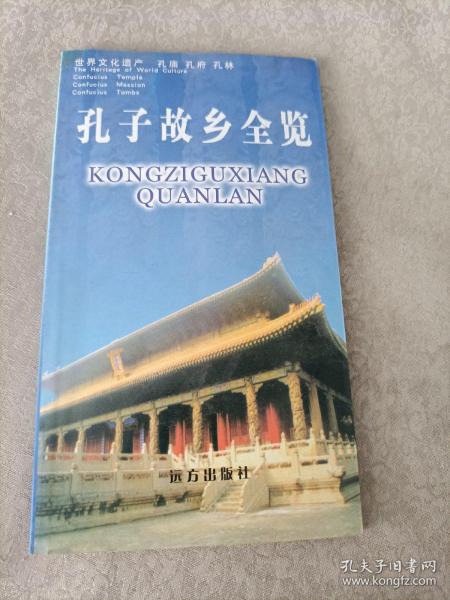 世界文化遗产 孔庙 孔府 孔林
The Heritage of World Culture
Confucius Temple
Confucius Mession
Confucius Tombs
孔子故乡全览
KONGZIGUXIANG
QUANLAN
远方出版社
孔夫子旧书网
www.kongfz.com